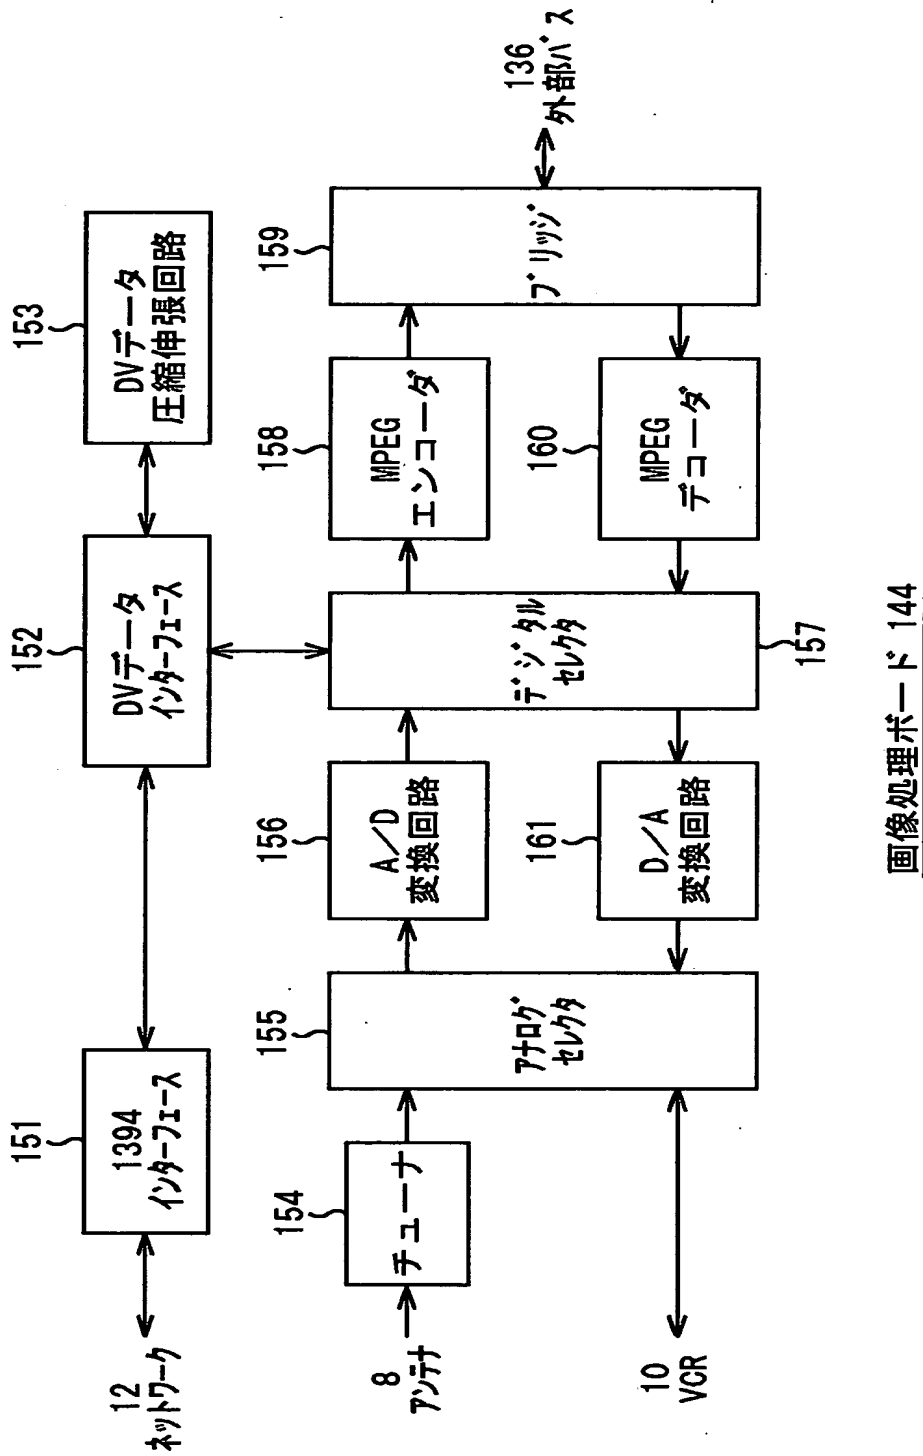 151
1394
インターフェース
152
DVデータ
インターフェース
153
DVデータ
圧縮伸張回路
12
ネットワーク
154
チューナ
155
アナログ
セレクタ
156
A/D
変換回路
157
デジタル
セレクタ
158
MPEG
エンコーダ
159
ブリッジ
136
外部バス
8
アンテナ
161
D/A
変換回路
160
MPEG
デコーダ
10
VCR
画像処理ボード 144